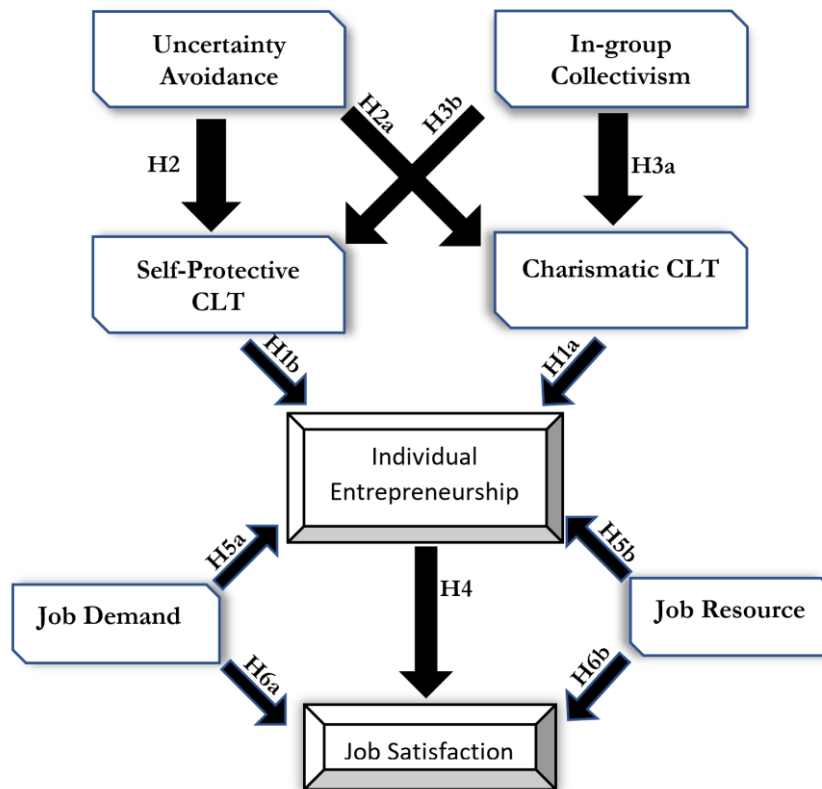 Uncertainty
Avoidance
In-group
Collectivism
H2
H2a
H3b
H3a
Self-Protective
CLT
Charismatic CLT
H1b
H1a
Individual
Entrepreneurship
H5a
H5b
Job Demand
H4
Job Resource
H6a
H6b
Job Satisfaction